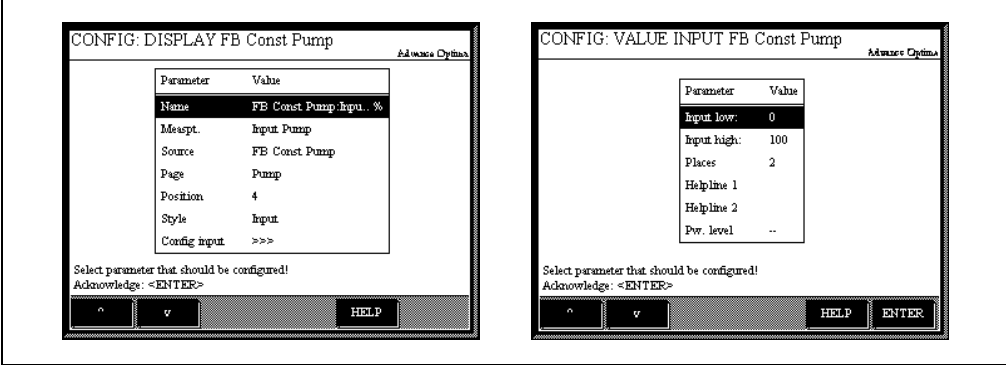 CONFIG: DISPLAY FB Const Pump
Advance Optima
Parameter Value
Name FB Const Pump:Inpu.. %
Measpt. Input Pump
Source FB Const Pump
Page Pump
Position 4
Style Input
Config input >>>
Select parameter that should be configured!
Acknowledge: <ENTER>
^ v HELP
CONFIG: VALUE INPUT FB Const Pump
Advance Optima
Parameter Value
Input low: 0
Input high: 100
Places 2
Helpline 1
Helpline 2
Pw. level --
Select parameter that should be configured!
Acknowledge: <ENTER>
^ v HELP ENTER